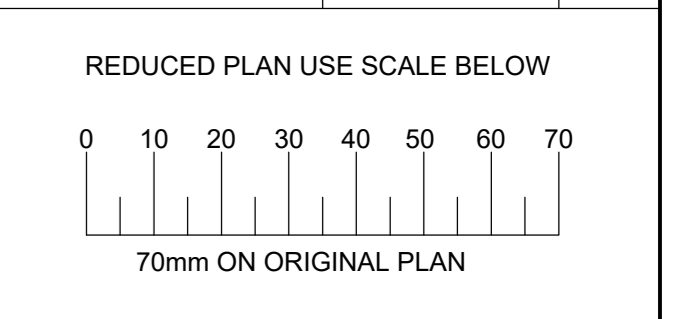 REDUCED PLAN USE SCALE BELOW
0 10 20 30 40 50 60 70
70mm ON ORIGINAL PLAN